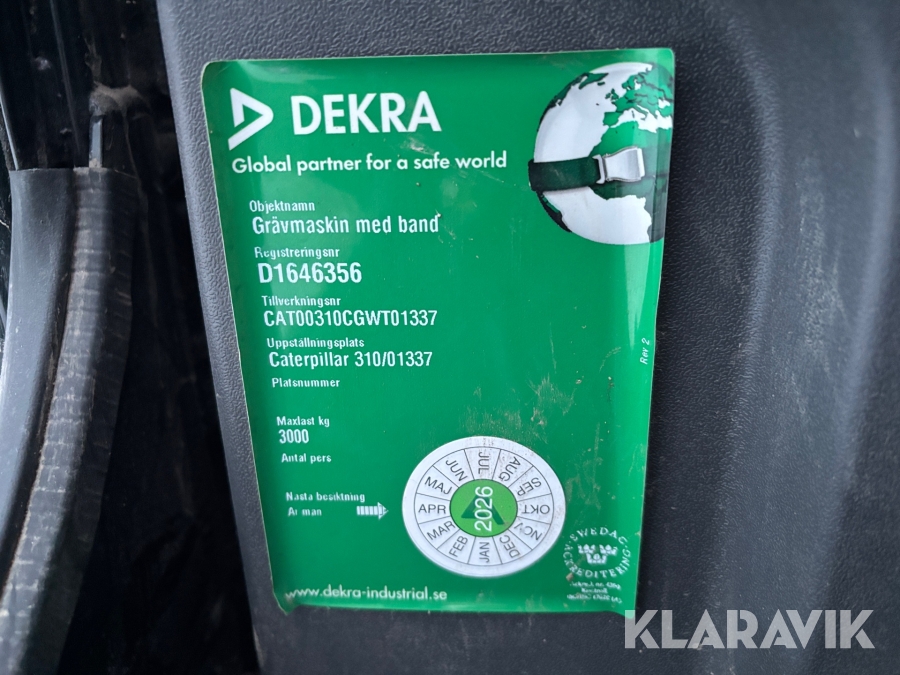 DEKRA
Global partner for a safe world
Objektnamn
Grävmaskin med band
Registreringsnr
D1646356
Tillverkningsnr
CAT00310CGWT01337
Uppställningsplats
Caterpillar 310/01337
Platsnummer
Maxlast kg
3000
Antal pers
Nästa besiktning
År mån
2026
JAN
FEB
MAR
APR
MAJ
JUN
JUL
AUG
SEP
OKT
NOV
DEC
Rev 2
SWEDAC
ACKREDITERING
www.dekra-industrial.se
KLARAVIK